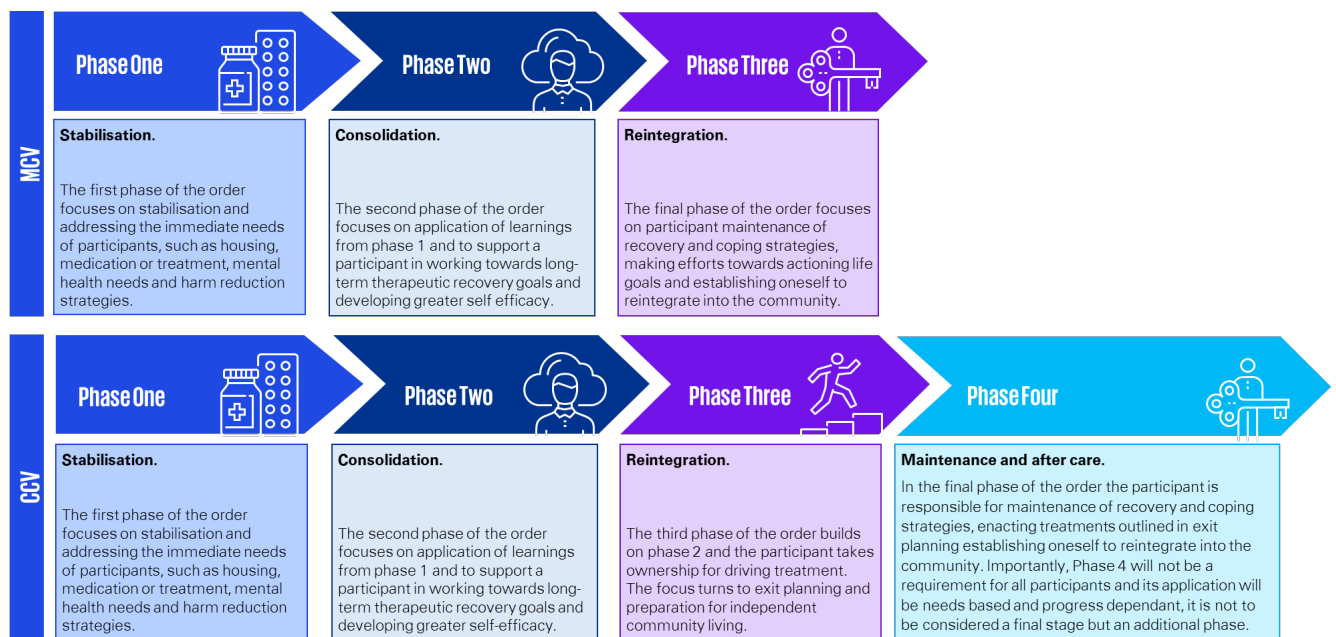 MCV
Phase One
Phase Two
Phase Three
Stabilisation.
The first phase of the order
focuses on stabilisation and
addressing the immediate needs
of participants, such as housing,
medication or treatment, mental
health needs and harm reduction
strategies.
Consolidation.
The second phase of the order
focuses on application of learnings
from phase 1 and to support a
participant in working towards long-
term therapeutic recovery goals and
developing greater self efficacy.
Reintegration.
The final phase of the order focuses
on participant maintenance of
recovery and coping strategies,
making efforts towards actioning life
goals and establishing oneself to
reintegrate into the community.
CCV
Phase One
Phase Two
Phase Three
Phase Four
Stabilisation.
The first phase of the order
focuses on stabilisation and
addressing the immediate needs
of participants, such as housing,
medication or treatment, mental
health needs and harm reduction
strategies.
Consolidation.
The second phase of the order
focuses on application of learnings
from phase 1 and to support a
participant in working towards long-
term therapeutic recovery goals and
developing greater self-efficacy.
Reintegration.
The third phase of the order builds
on phase 2 and the participant takes
ownership for driving treatment.
The focus turns to exit planning and
preparation for independent
community living.
Maintenance and after care.
In the final phase of the order the participant is
responsible for maintenance of recovery and coping
strategies, enacting treatments outlined in exit
planning establishing oneself to reintegrate into the
community. Importantly, Phase 4 will not be a
requirement for all participants and its application will
be needs based and progress dependant, it is not to
be considered a final stage but an additional phase.